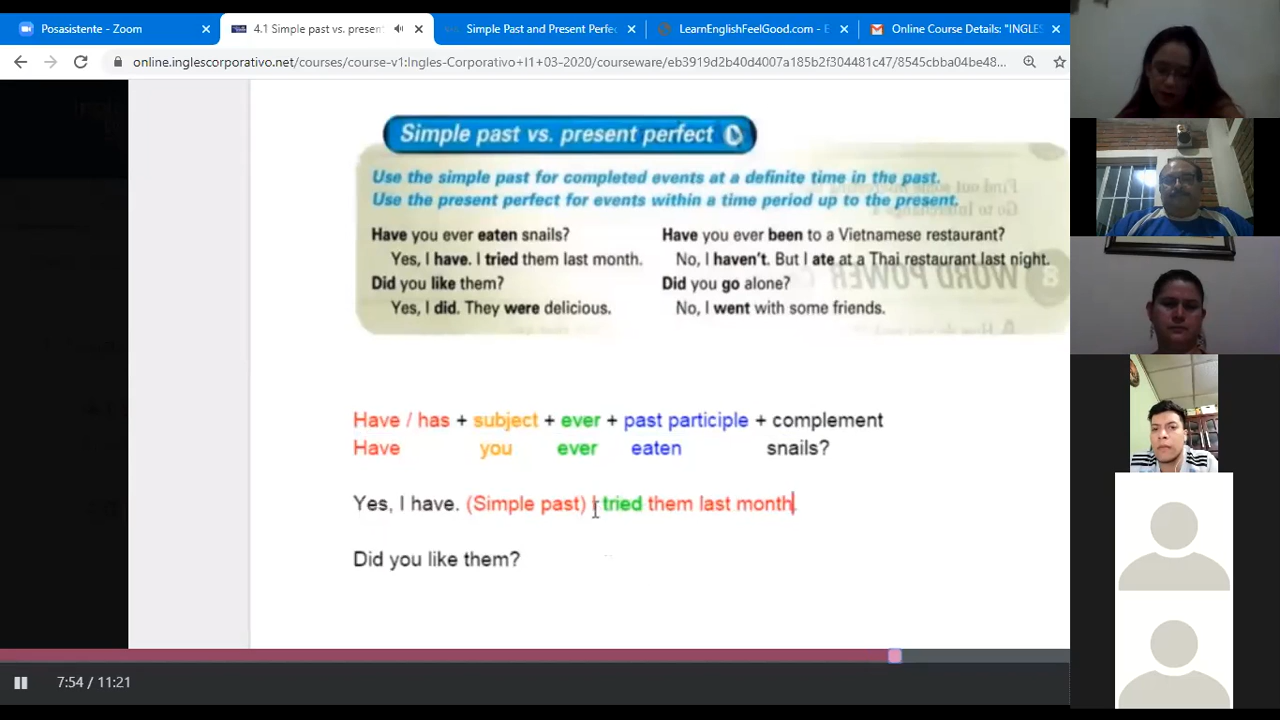 Posasistente - Zoom
4.1 Simple past vs. presen
Simple Past and Present Perfec
LearnEnglishFeelGood.com - E
Online Course Details: "INGLES
online.inglescorporativo.net/courses/course-v1:Ingles-Corporativo+I1+03-2020/courseware/eb3919d2b40d4007a185b2f304481c47/8545cbba04be48...
Simple past vs. present perfect
Use the simple past for completed events at a definite time in the past.
Use the present perfect for events within a time period up to the present.
Have you ever eaten snails?
Yes, I have. I tried them last month.
Did you like them?
Yes, I did. They were delicious.
Have you ever been to a Vietnamese restaurant?
No, I haven't. But I ate at a Thai restaurant last night.
Did you go alone?
No, I went with some friends.
Have / has + subject + ever + past participle + complement
Have you ever eaten snails?
Yes, I have. (Simple past) I tried them last month.
Did you like them?
7:54 / 11:21